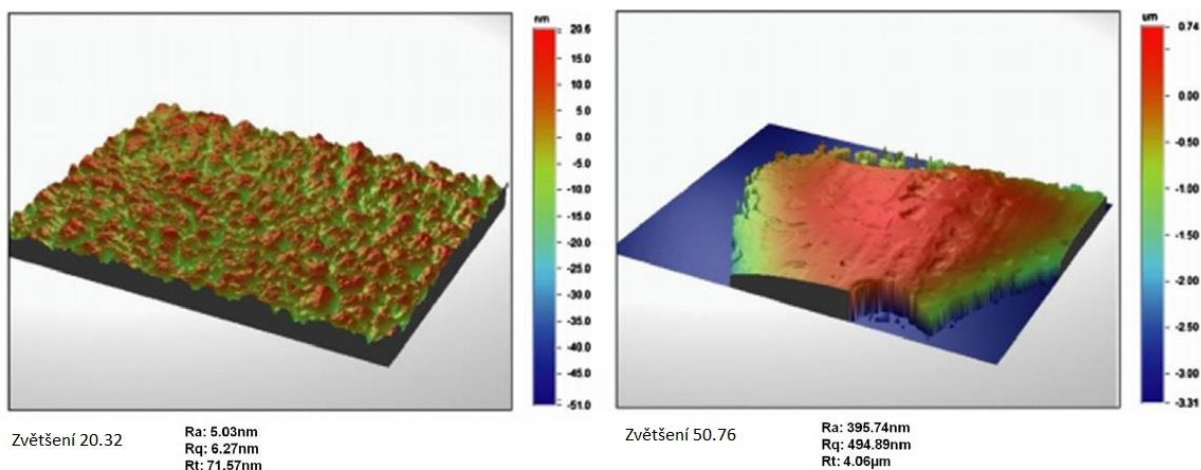 nm
20.6
15.0
10.0
5.0
0.0
-5.0
-10.0
-15.0
-20.0
-25.0
-30.0
-35.0
-40.0
-45.0
-51.0
um
0.74
0.00
-0.50
-1.00
-1.50
-2.00
-2.50
-3.00
-3.31
Zvětšení 20.32
Ra: 5.03nm
Rq: 6.27nm
Rt: 71.57nm
Zvětšení 50.76
Ra: 395.74nm
Rq: 494.89nm
Rt: 4.06µm